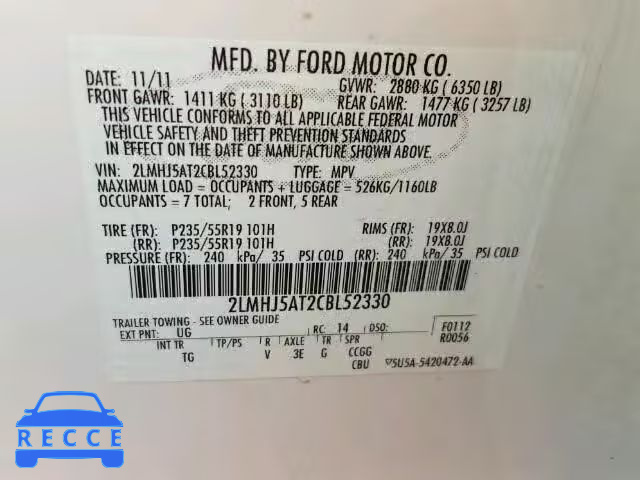 MFD. BY FORD MOTOR CO.
DATE: 11/11
GVWR: 2880 KG ( 6350 LB)
FRONT GAWR: 1411 KG ( 3110 LB)
REAR GAWR: 1477 KG ( 3257 LB)
THIS VEHICLE CONFORMS TO ALL APPLICABLE FEDERAL MOTOR
VEHICLE SAFETY AND THEFT PREVENTION STANDARDS
IN EFFECT ON THE DATE OF MANUFACTURE SHOWN ABOVE.
VIN: 2LMHJ5AT2CBL52330 TYPE: MPV
MAXIMUM LOAD = OCCUPANTS + LUGGAGE = 526KG/1160LB
OCCUPANTS = 7 TOTAL; 2 FRONT, 5 REAR
TIRE (FR): P235/55R19 101H RIMS (FR): 19X8.0J
(RR): P235/55R19 101H (RR): 19X8.0J
PRESSURE (FR): 240 kPa/ 35 PSI COLD (RR): 240 kPa/ 35 PSI COLD
2LMHJ5AT2CBL52330
TRAILER TOWING - SEE OWNER GUIDE
EXT PNT: UG RC: 14 DSO: F0112
R0056
INT TR TP/PS R AXLE TR SPR
TG V 3E G CCGG
CBU ▽5U5A-5420472-AA
RECCE